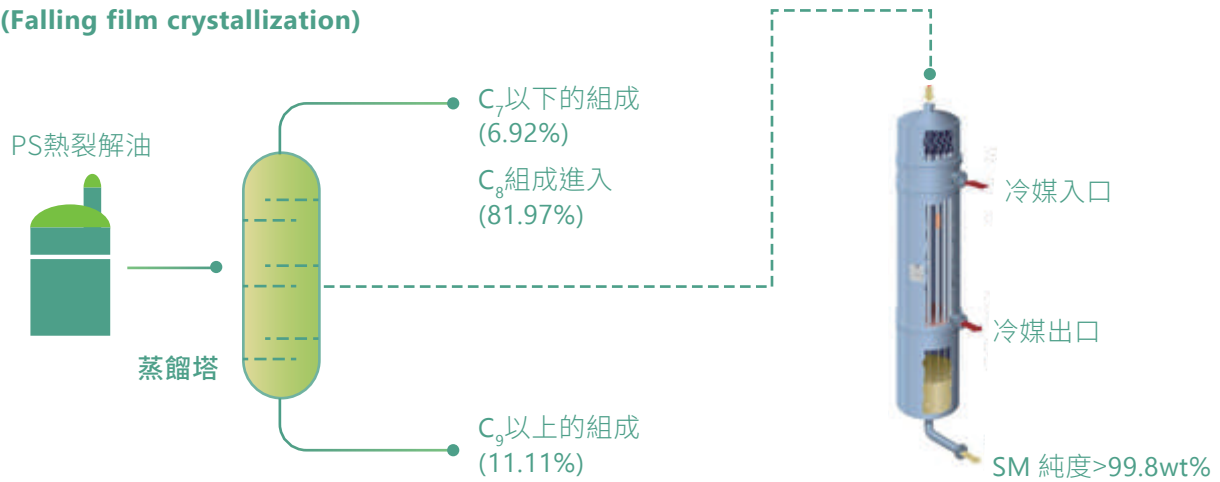 (Falling film crystallization)
PS熱裂解油
C₇以下的組成
(6.92%)
C₈組成進入
(81.97%)
冷媒入口
冷媒出口
蒸餾塔
C₉以上的組成
(11.11%)
SM 純度>99.8wt%